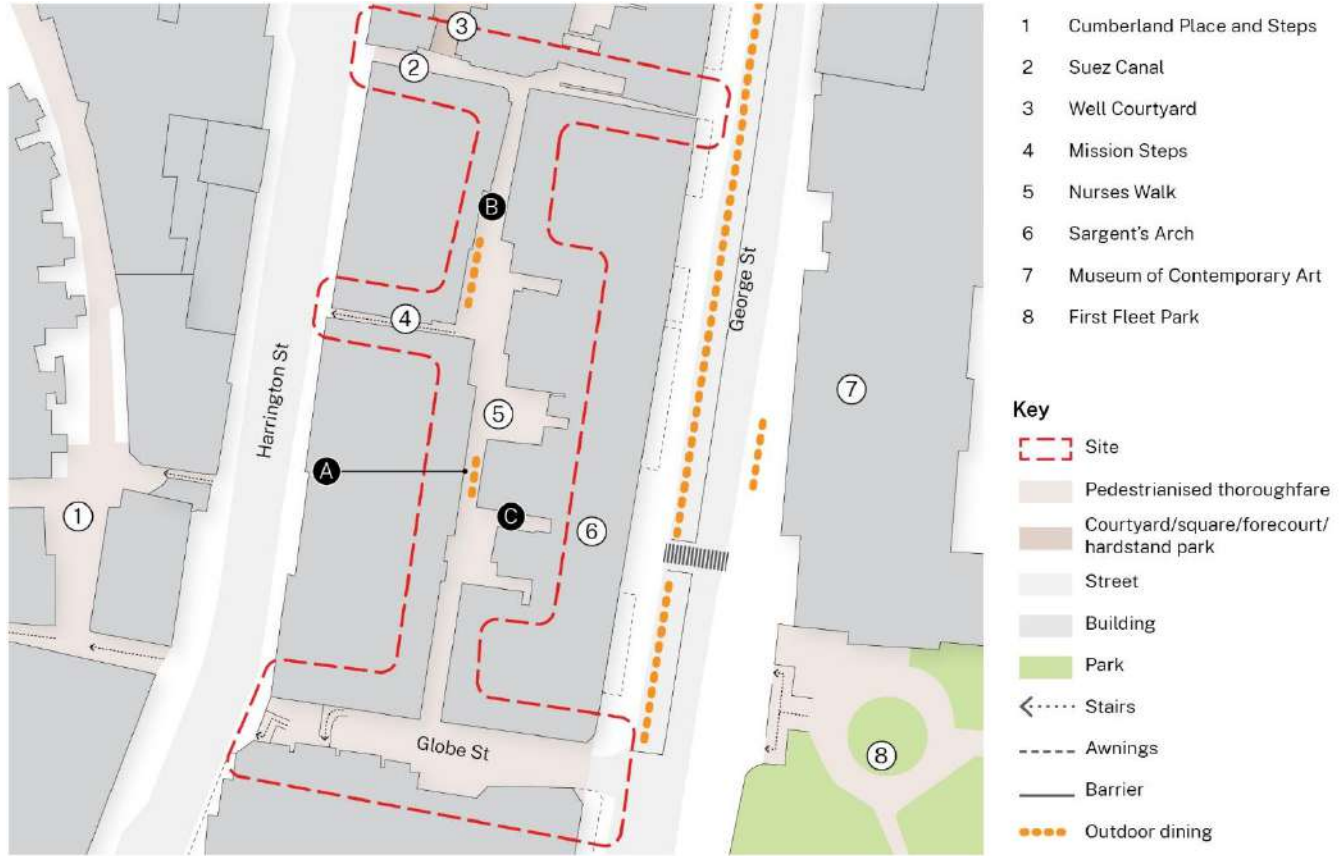 3
2
B
4
5
A
C
6
7
1
8
Harrington St
George St
Globe St
1 Cumberland Place and Steps
2 Suez Canal
3 Well Courtyard
4 Mission Steps
5 Nurses Walk
6 Sargent's Arch
7 Museum of Contemporary Art
8 First Fleet Park
Key
Site
Pedestrianised thoroughfare
Courtyard/square/forecourt/
hardstand park
Street
Building
Park
Stairs
Awnings
Barrier
Outdoor dining